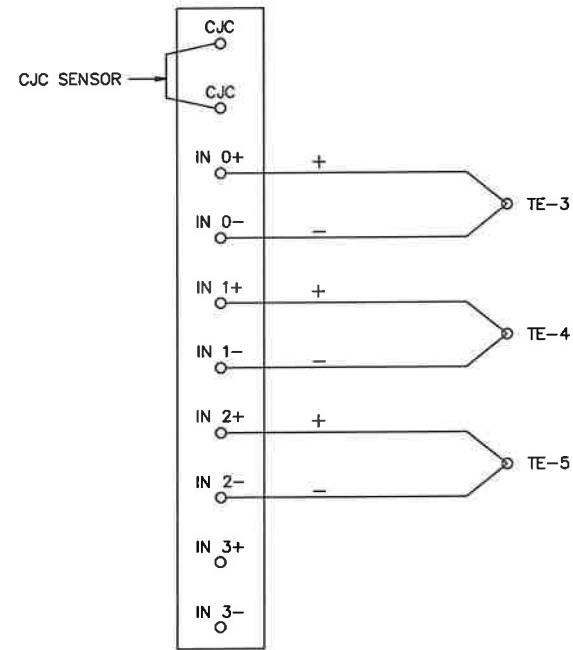 CJC
CJC SENSOR
CJC
IN 0+
+
TE-3
IN 0-
-
IN 1+
+
TE-4
IN 1-
-
IN 2+
+
TE-5
IN 2-
-
IN 3+
IN 3-